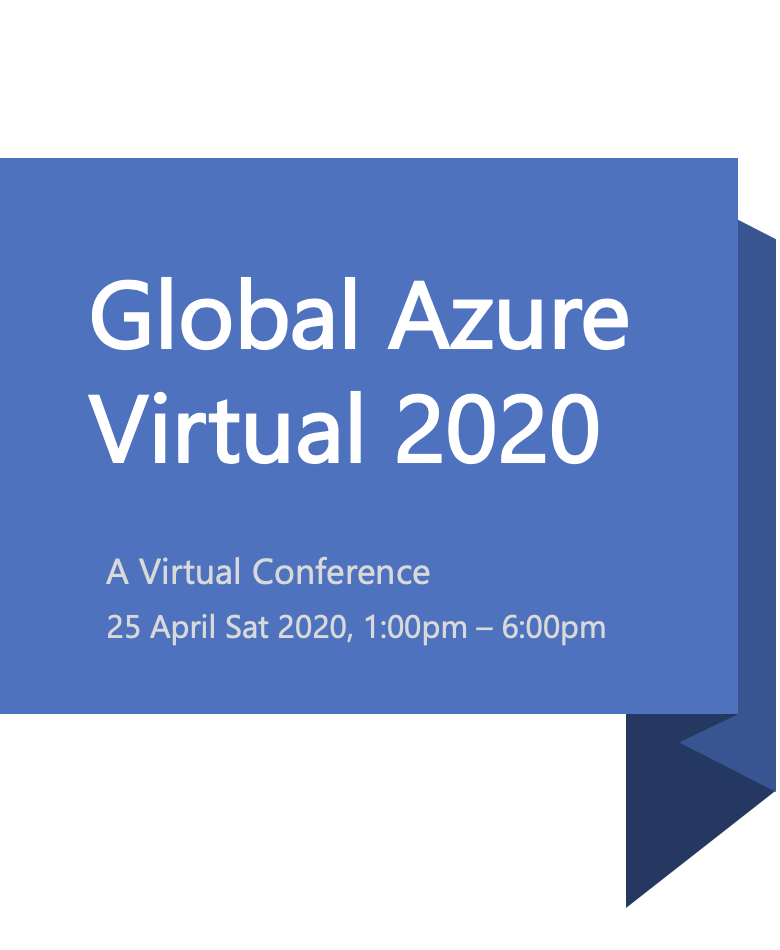 Global Azure
Virtual 2020
A Virtual Conference
25 April Sat 2020, 1:00pm – 6:00pm